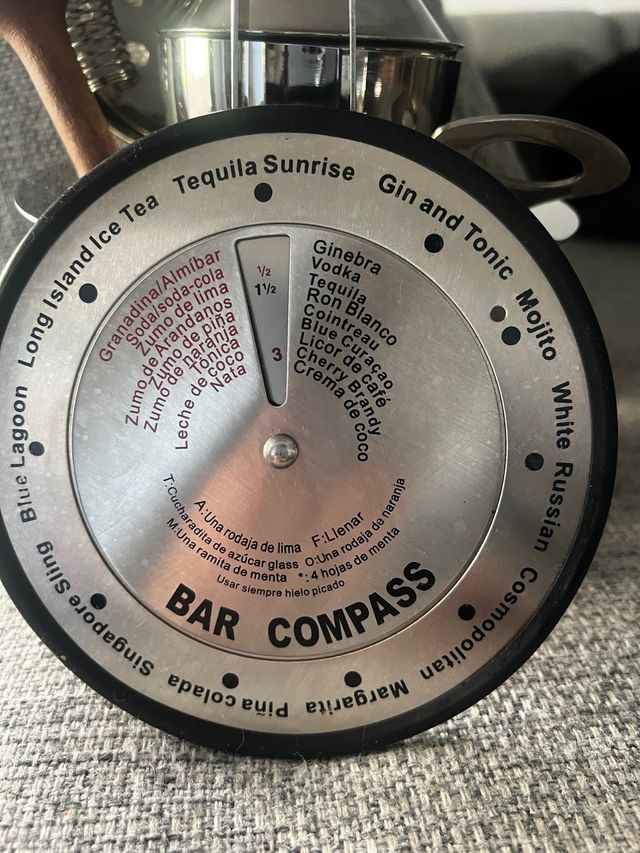 Tequila Sunrise
Gin and Tonic
Mojito
White Russian
Cosmopolitan
Margarita
Piña colada
Singapore Sling
Blue Lagoon
Long Island Ice Tea
Granadina/Almíbar
Soda/soda-cola
Zumo de lima
Zumo de Arandanos
Zumo de piña
Zumo de naranja
Tónica
Leche de coco
Nata
½
1½
3
Ginebra
Vodka
Tequila
Ron Blanco
Cointreau
Blue Curaçao
Licor de café
Cherry Brandy
Crema de coco
A:Una rodaja de lima F:Llenar
T:Cucharadita de azúcar glass O:Una rodaja de naranja
M:Una ramita de menta *: 4 hojas de menta
Usar siempre hielo picado
BAR COMPASS